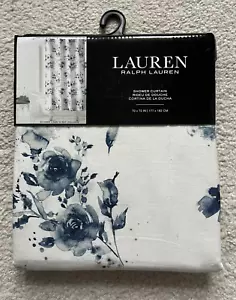 LAUREN
RALPH LAUREN
SHOWER CURTAIN
RIDEAU DE DOUCHE
CORTINA DE LA DUCHA